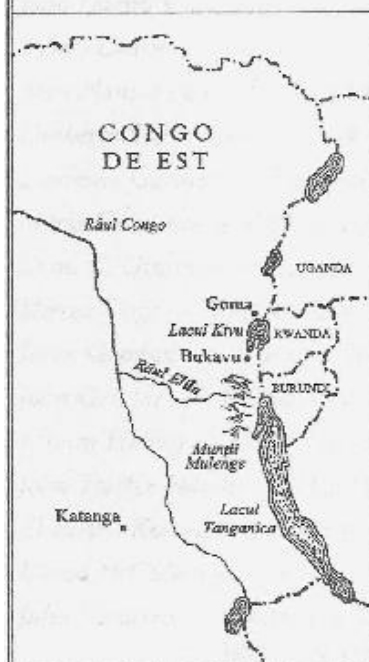 CONGO
DE EST
Râul Congo
UGANDA
Goma
Lacul Kivu
RWANDA
Bukavu
Râul Elila
BURUNDI
Munții
Mulenge
Lacul
Tanganica
Katanga